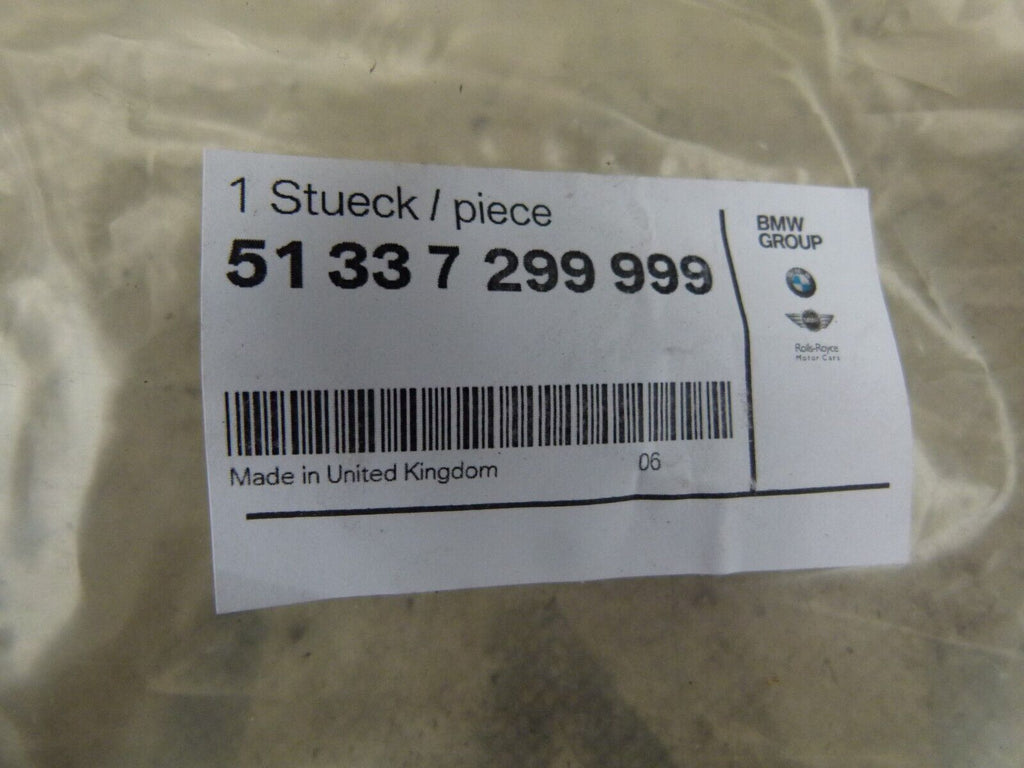 1 Stueck / piece
51 33 7 299 999
BMW
GROUP
Rolls-Royce
Motor Cars
Made in United Kingdom
06